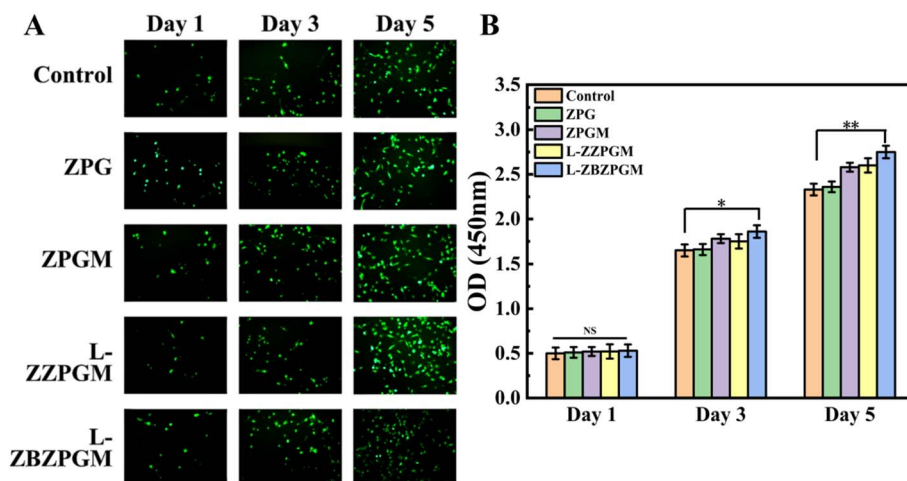 A
Day 1 Day 3 Day 5
Control
ZPG
ZPGM
L-
ZZPGM
L-
ZBZPGM
B
OD (450nm)
3.5
3.0
2.5
2.0
1.5
1.0
0.5
0.0
Control
ZPG
ZPGM
L-ZZPGM
L-ZBZPGM
NS
*
**
Day 1 Day 3 Day 5